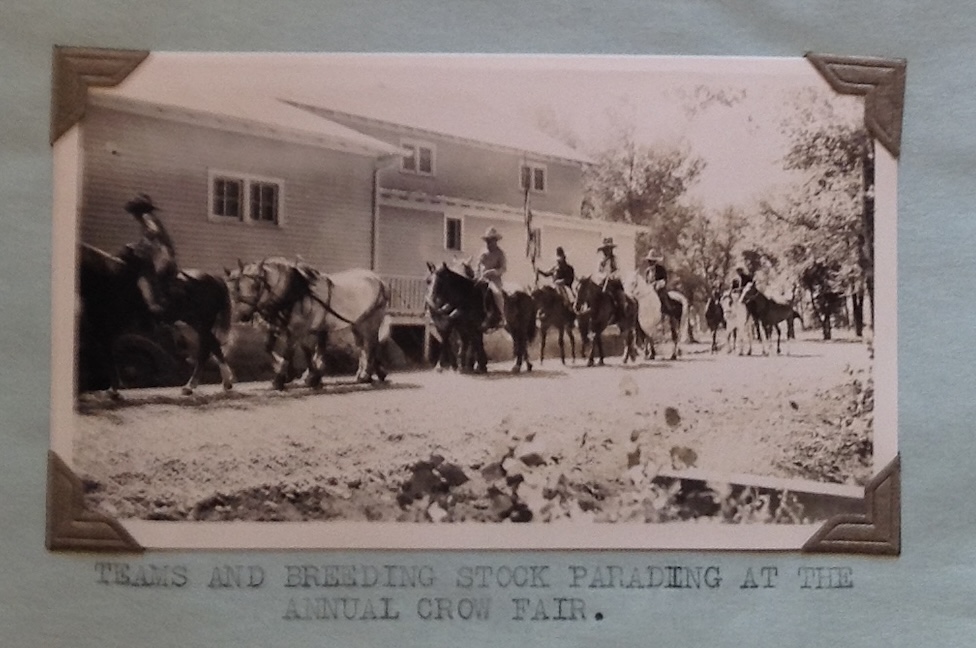 TEAMS AND BREEDING STOCK PARADING AT THE
ANNUAL CROW FAIR.